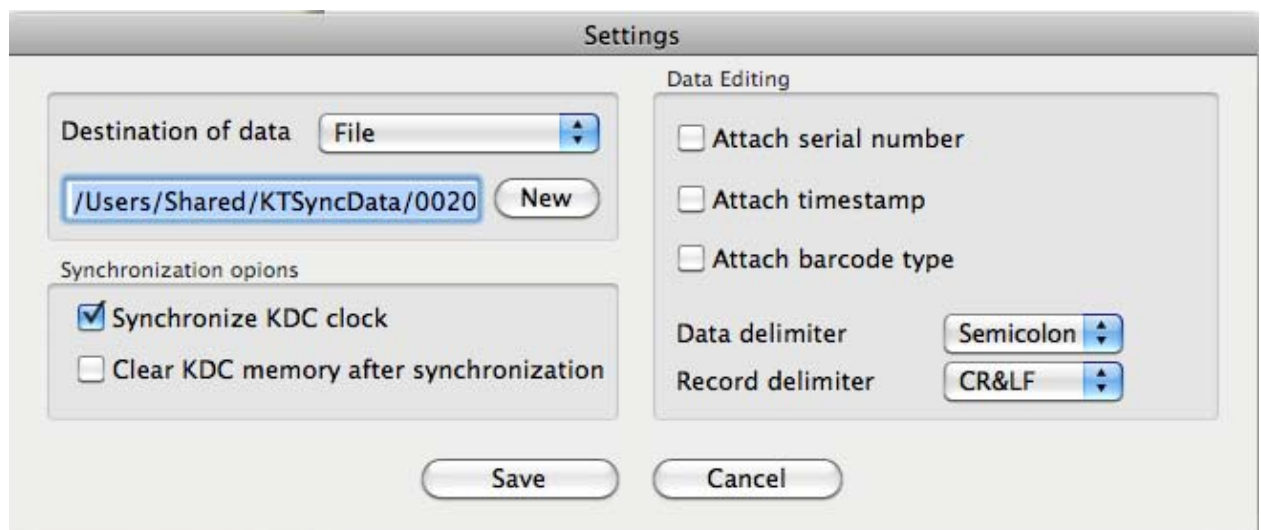 Settings
Destination of data File
/Users/Shared/KTSyncData/0020 New
Synchronization opions
Synchronize KDC clock
Clear KDC memory after synchronization
Data Editing
Attach serial number
Attach timestamp
Attach barcode type
Data delimiter Semicolon
Record delimiter CR&LF
Save Cancel